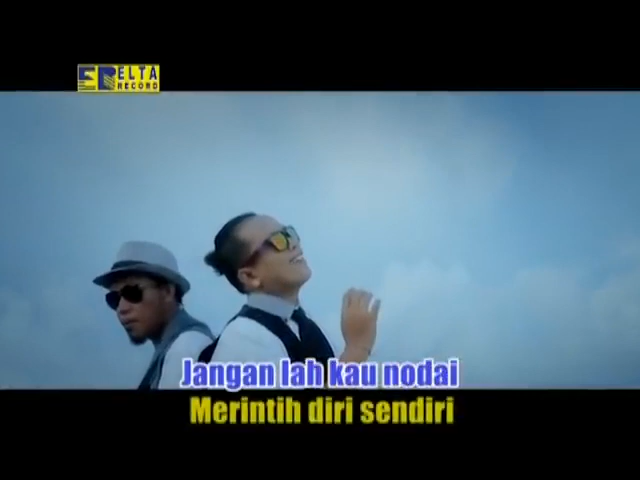 ELTA
RECORD
Jangan lah kau nodai
Merintih diri sendiri